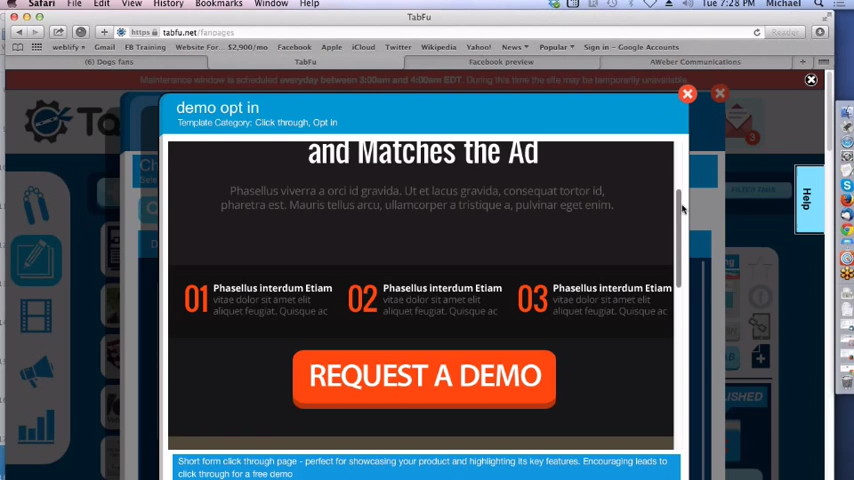 Safari File Edit View History Bookmarks Window Help
Tue 7:28 PM Michael
TabFu
https tabfu.net/fanpages
Reader
weblify Gmail FB Training Website For...$2,900/mo Facebook Apple iCloud Twitter Wikipedia Yahoo! News Popular Sign in - Google Accounts
(6) Dogs fans
TabFu
Facebook preview
AWeber Communications
Maintenance window is scheduled everyday between 3:00am and 4:00am EDT. During this time the site may be temporarily unavailable.
demo opt in
Template Category: Click through, Opt in
3
and Matches the Ad
Phasellus viverra a orci id gravida. Ut et lacus gravida, consequat tortor id,
pharetra est. Mauris tellus arcu, ullamcorper a tristique a, pulvinar eget enim.
FILTER TABS
Help
01 Phasellus interdum Etiam
vitae dolor sit amet elit
aliquet feugiat. Quisque ac
02 Phasellus interdum Etiam
vitae dolor sit amet elit
aliquet feugiat. Quisque ac
03 Phasellus interdum Etiam
vitae dolor sit amet elit
aliquet feugiat. Quisque ac
REQUEST A DEMO
Short form click through page - perfect for showcasing your product and highlighting its key features. Encouraging leads to
click through for a free demo